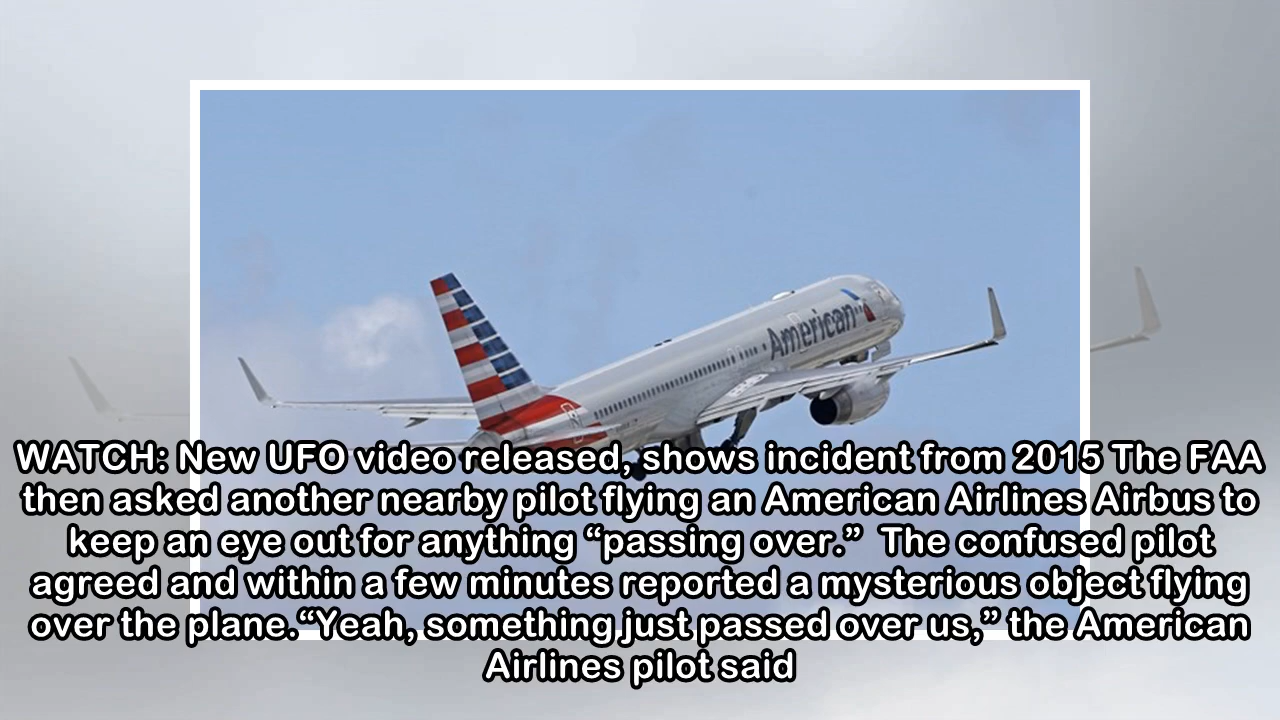 American
WATCH: New UFO video released, shows incident from 2015 The FAA
then asked another nearby pilot flying an American Airlines Airbus to
keep an eye out for anything “passing over.”  The confused pilot
agreed and within a few minutes reported a mysterious object flying
over the plane.“Yeah, something just passed over us,” the American
Airlines pilot said